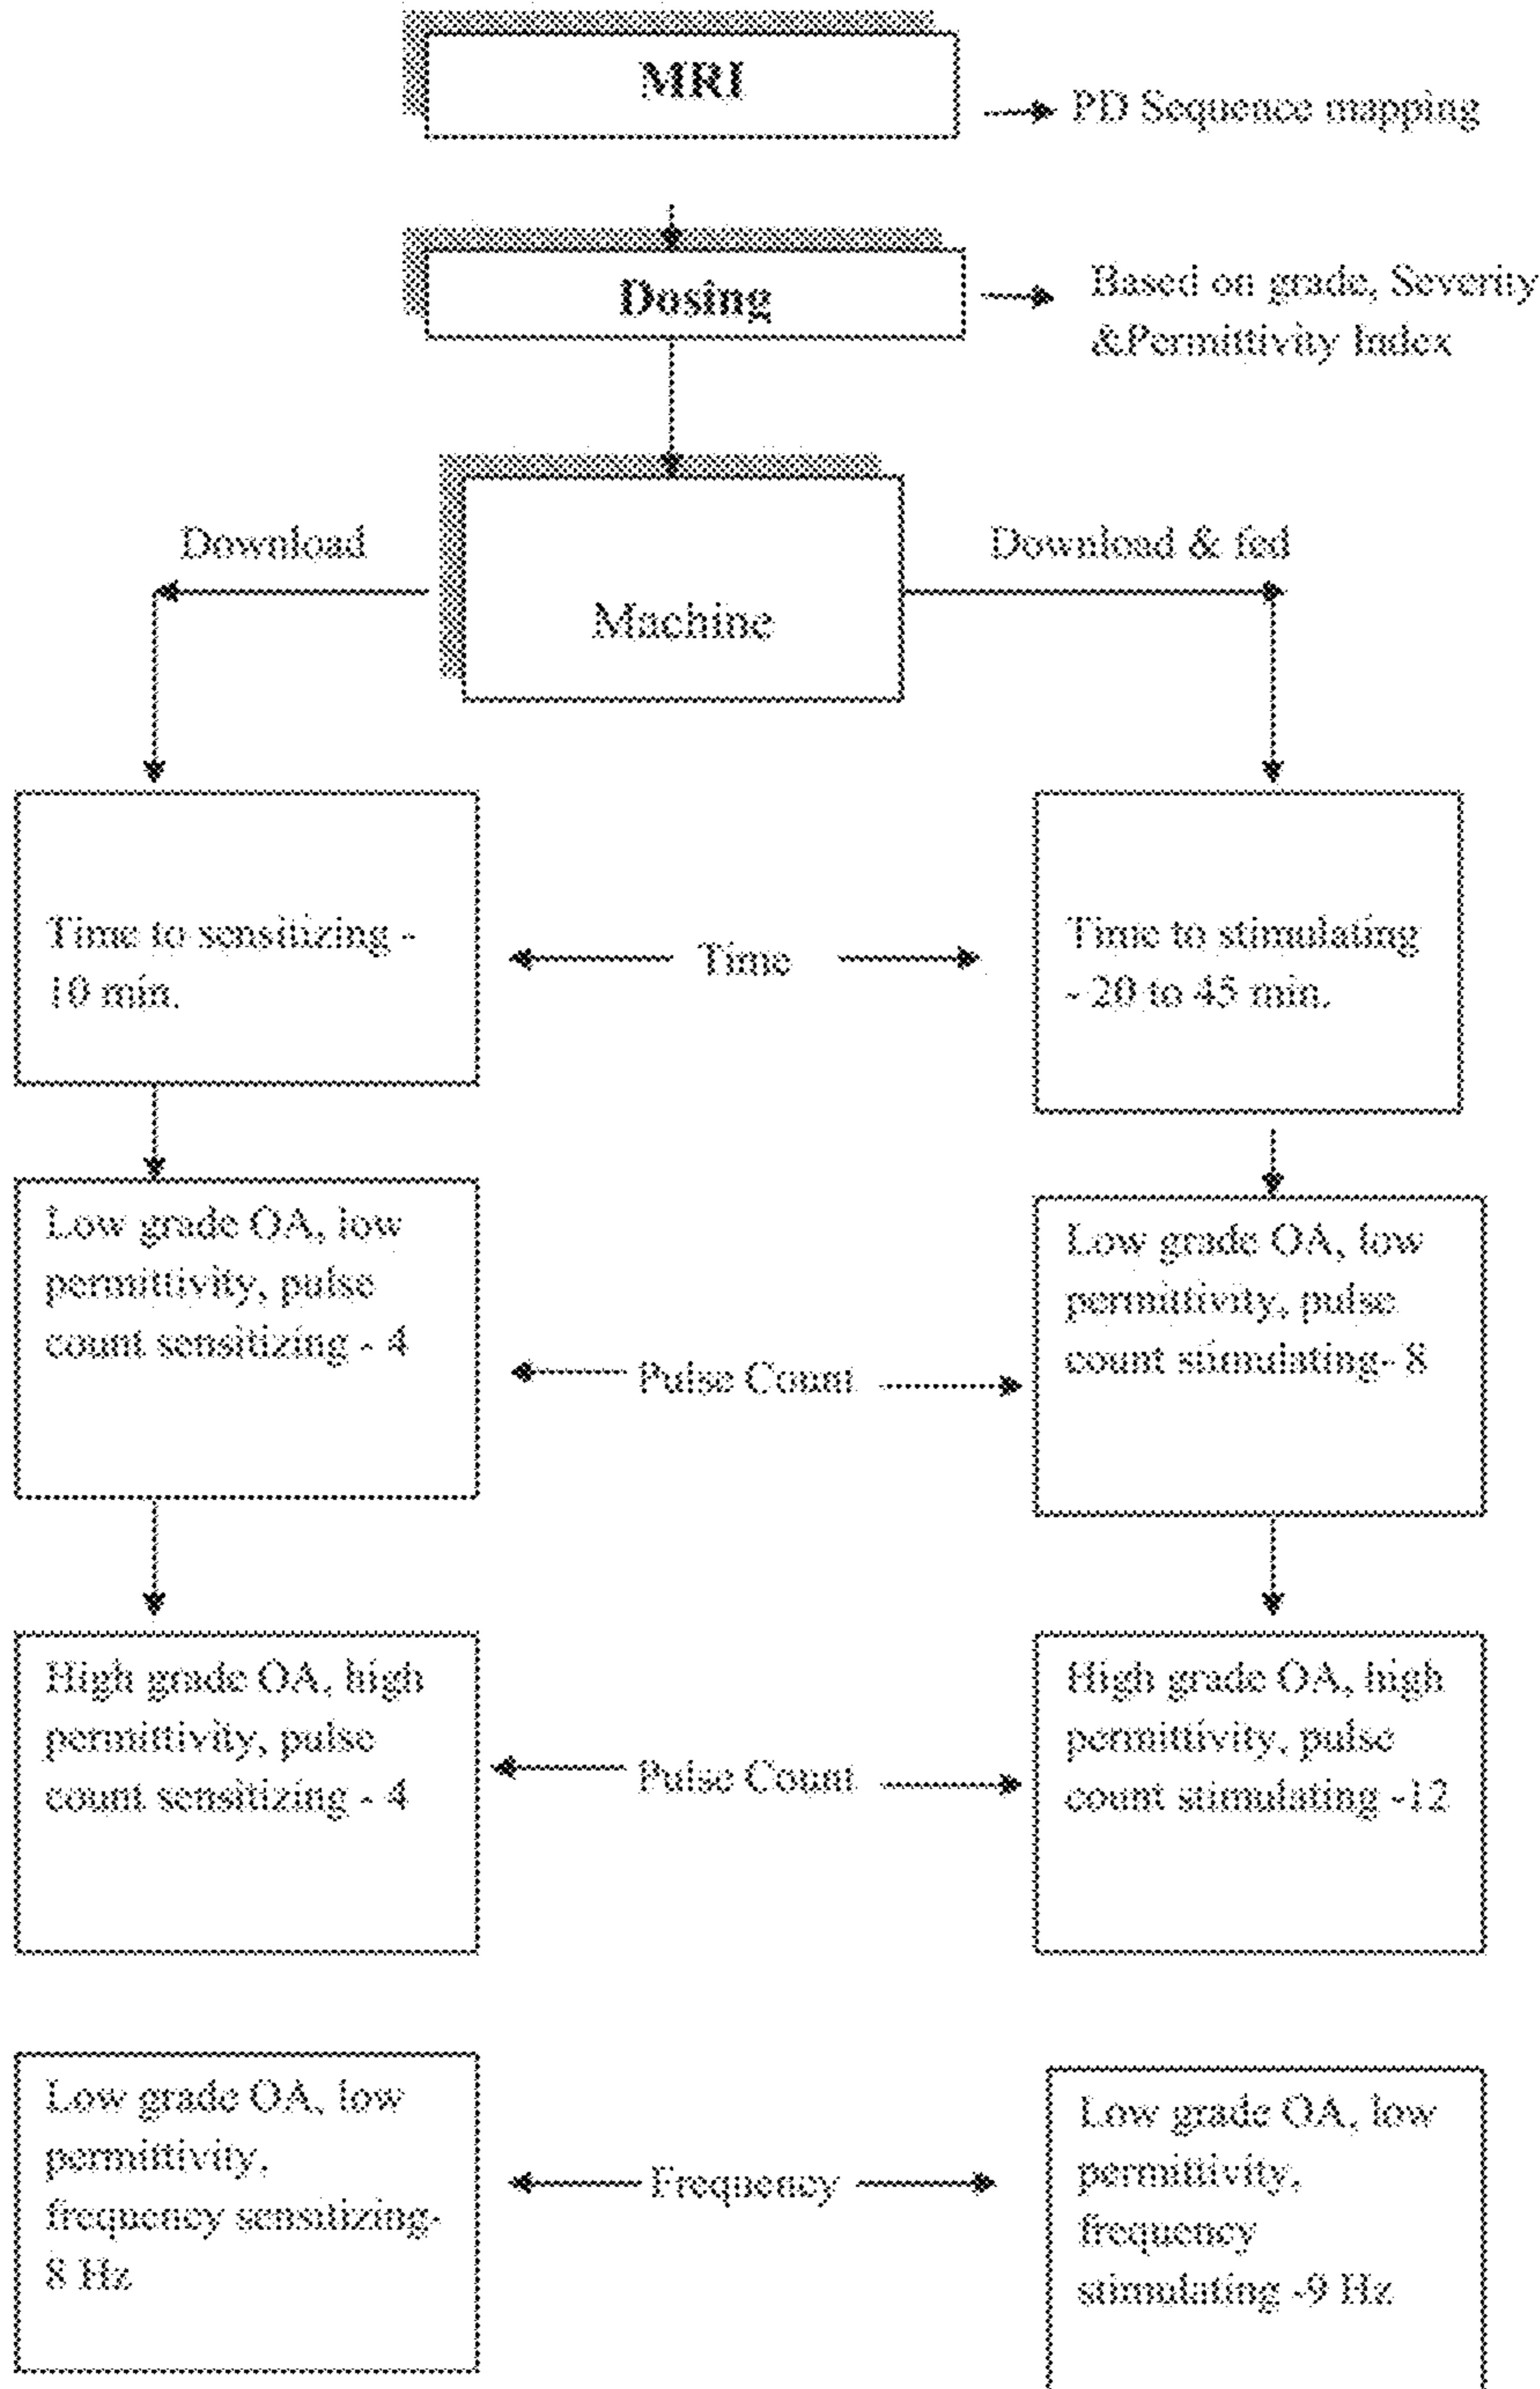 MRI
PD Sequence mapping
Dosing
Based on grade, Severity
&Permittivity Index
Download
Download & fed
Machine
Time to sensitizing -
10 min.
Time
Time to stimulating
- 20 to 45 min.
Low grade OA, low
permittivity, pulse
count sensitizing - 4
Pulse Count
Low grade OA, low
permittivity, pulse
count stimulating- 8
High grade OA, high
permittivity, pulse
count sensitizing - 4
Pulse Count
High grade OA, high
permittivity, pulse
count stimulating -12
Low grade OA, low
permittivity,
frequency sensitizing-
8 Hz
Frequency
Low grade OA, low
permittivity,
frequency
stimulating -9 Hz